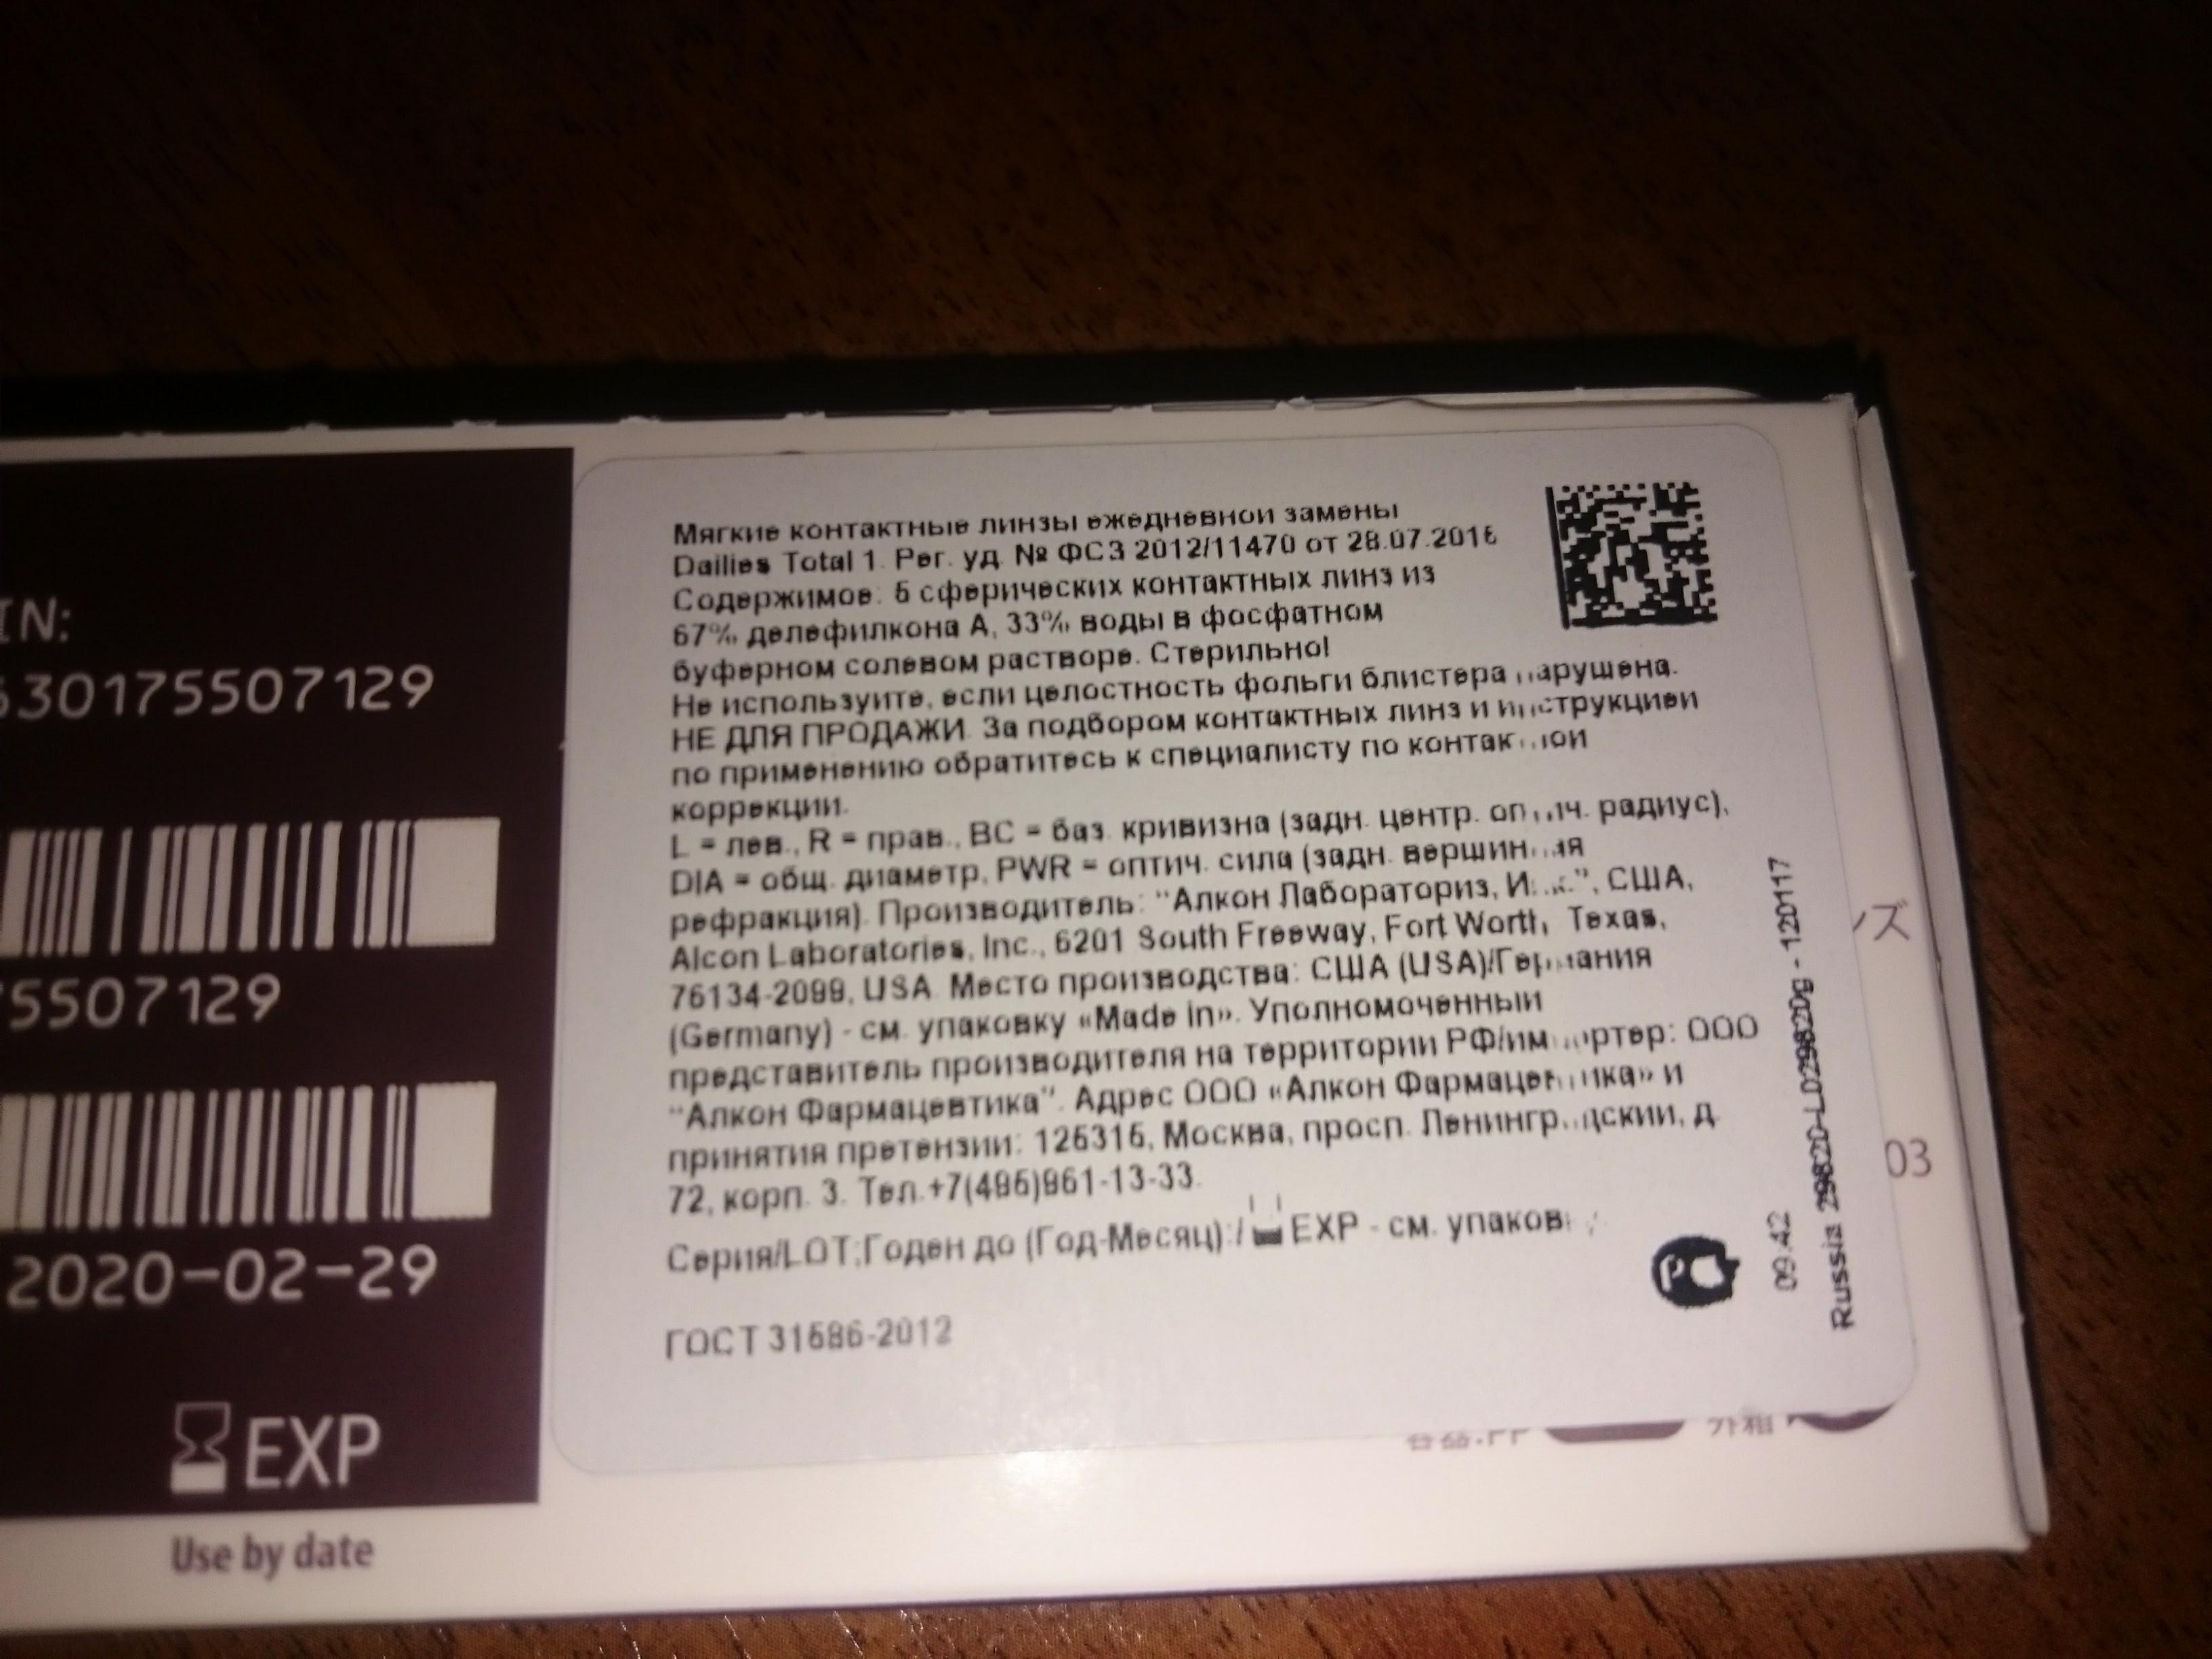 IN:
630175507129
75507129
2020-02-29
EXP
Use by date
Мягкие контактные линзы ежедневной замены
Dailies Total 1. Рег. уд. № ФСЗ 2012/11470 от
Содержимое: 5 сферических контактных линз из
67% делефилкона А, 33% воды в фосфатном
буферном солевом растворе. Стерильно!
Не используйте, если целостность фольги блистера нарушена.
НЕ ДЛЯ ПРОДАЖИ. За подбором контактных линз и инструкцией
по применению обратитесь к специалисту по контактной
коррекции.
L = лев., R = прав., BC = баз. кривизна (задн. центр. оптич. радиус),
DIA = общ. диаметр, PWR = оптич. сила (задн. вершинная
рефракция). Производитель: "Алкон Лабораториз, Инк.", США,
Alcon Laboratories, Inc., 6201 South Freeway, Fort Worth, Texas,
76134-2099, USA. Место производства: США (USA)/Германия
(Germany) - см. упаковку «Made in». Уполномоченный
представитель производителя на территории РФ/импортер: ООО
"Алкон Фармацевтика". Адрес ООО «Алкон Фармацевтика» и
принятия претензий: 125315, Москва, просп. Ленинградский, д.
72, корп. 3. Тел.+7(495)961-13-33.
Серия/LOT;Годен до (Год-Месяц):/ EXP - см. упаковку
ГОСТ 31586-2012
09.42
Russia 29820-L029820g - 120117
ズ
03